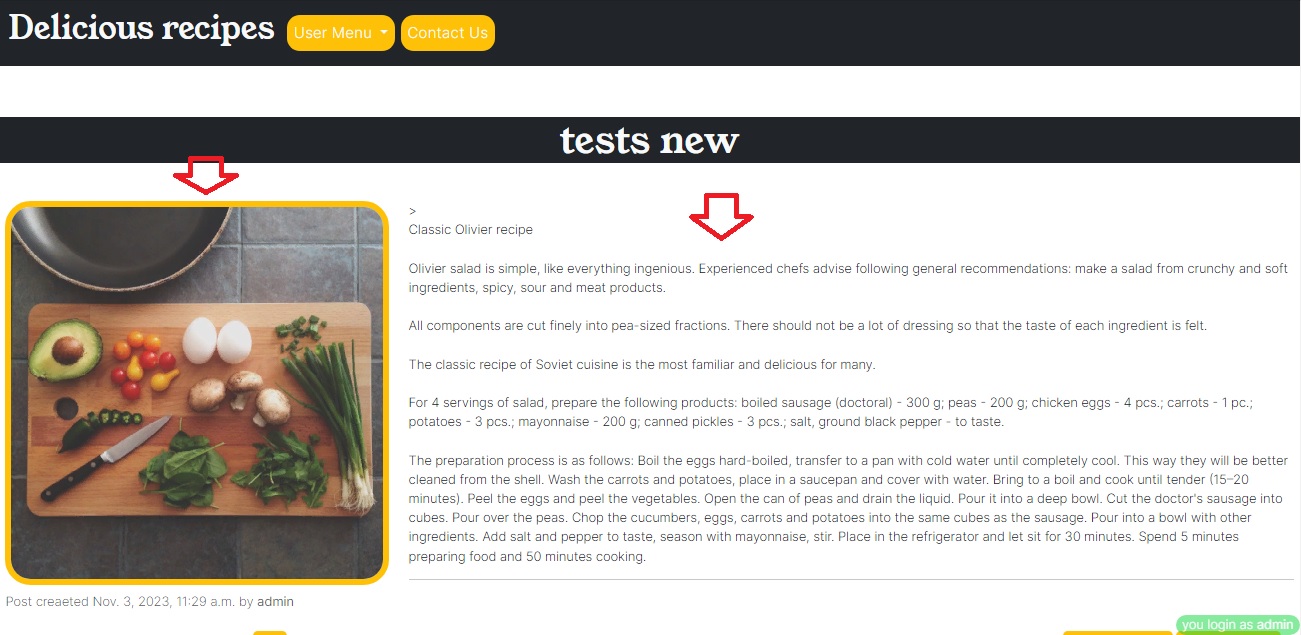 Delicious recipes
User Menu
Contact Us
tests new
>
Classic Olivier recipe
Olivier salad is simple, like everything ingenious. Experienced chefs advise following general recommendations: make a salad from crunchy and soft
ingredients, spicy, sour and meat products.
All components are cut finely into pea-sized fractions. There should not be a lot of dressing so that the taste of each ingredient is felt.
The classic recipe of Soviet cuisine is the most familiar and delicious for many.
For 4 servings of salad, prepare the following products: boiled sausage (doctoral) - 300 g; peas - 200 g; chicken eggs - 4 pcs.; carrots - 1 pc.;
potatoes - 3 pcs.; mayonnaise - 200 g; canned pickles - 3 pcs.; salt, ground black pepper - to taste.
The preparation process is as follows: Boil the eggs hard-boiled, transfer to a pan with cold water until completely cool. This way they will be better
cleaned from the shell. Wash the carrots and potatoes, place in a saucepan and cover with water. Bring to a boil and cook until tender (15–20
minutes). Peel the eggs and peel the vegetables. Open the can of peas and drain the liquid. Pour it into a deep bowl. Cut the doctor's sausage into
cubes. Pour over the peas. Chop the cucumbers, eggs, carrots and potatoes into the same cubes as the sausage. Pour into a bowl with other
ingredients. Add salt and pepper to taste, season with mayonnaise, stir. Place in the refrigerator and let sit for 30 minutes. Spend 5 minutes
preparing food and 50 minutes cooking.
Post creaeted Nov. 3, 2023, 11:29 a.m. by admin
you login as admin